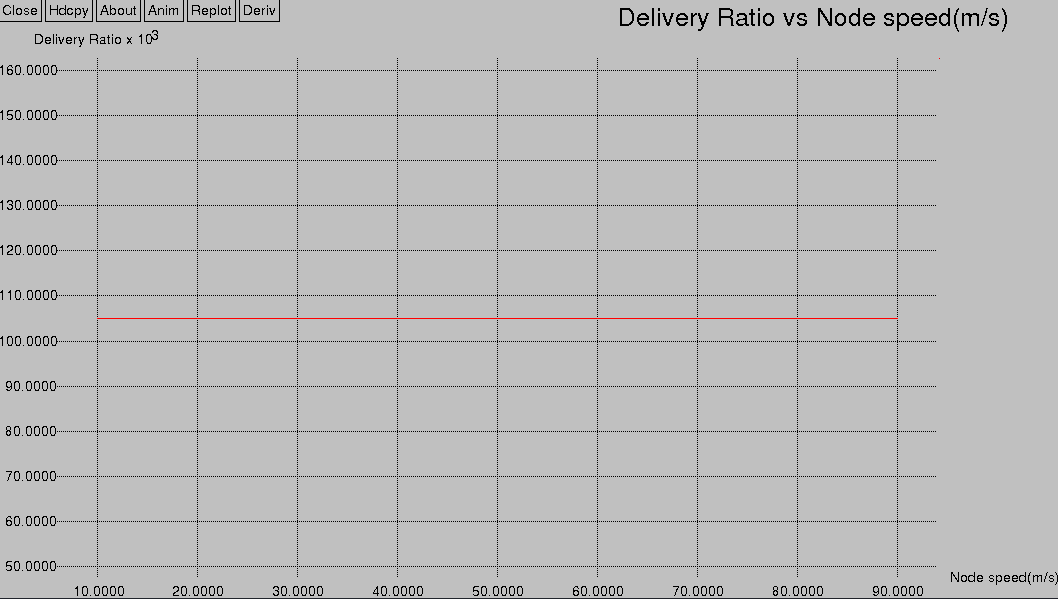 Close Hdcpy About Anim Replot Deriv
Delivery Ratio vs Node speed(m/s)
Delivery Ratio x 10³
160.0000
150.0000
140.0000
130.0000
120.0000
110.0000
100.0000
90.0000
80.0000
70.0000
60.0000
50.0000
10.0000 20.0000 30.0000 40.0000 50.0000 60.0000 70.0000 80.0000 90.0000
Node speed(m/s)